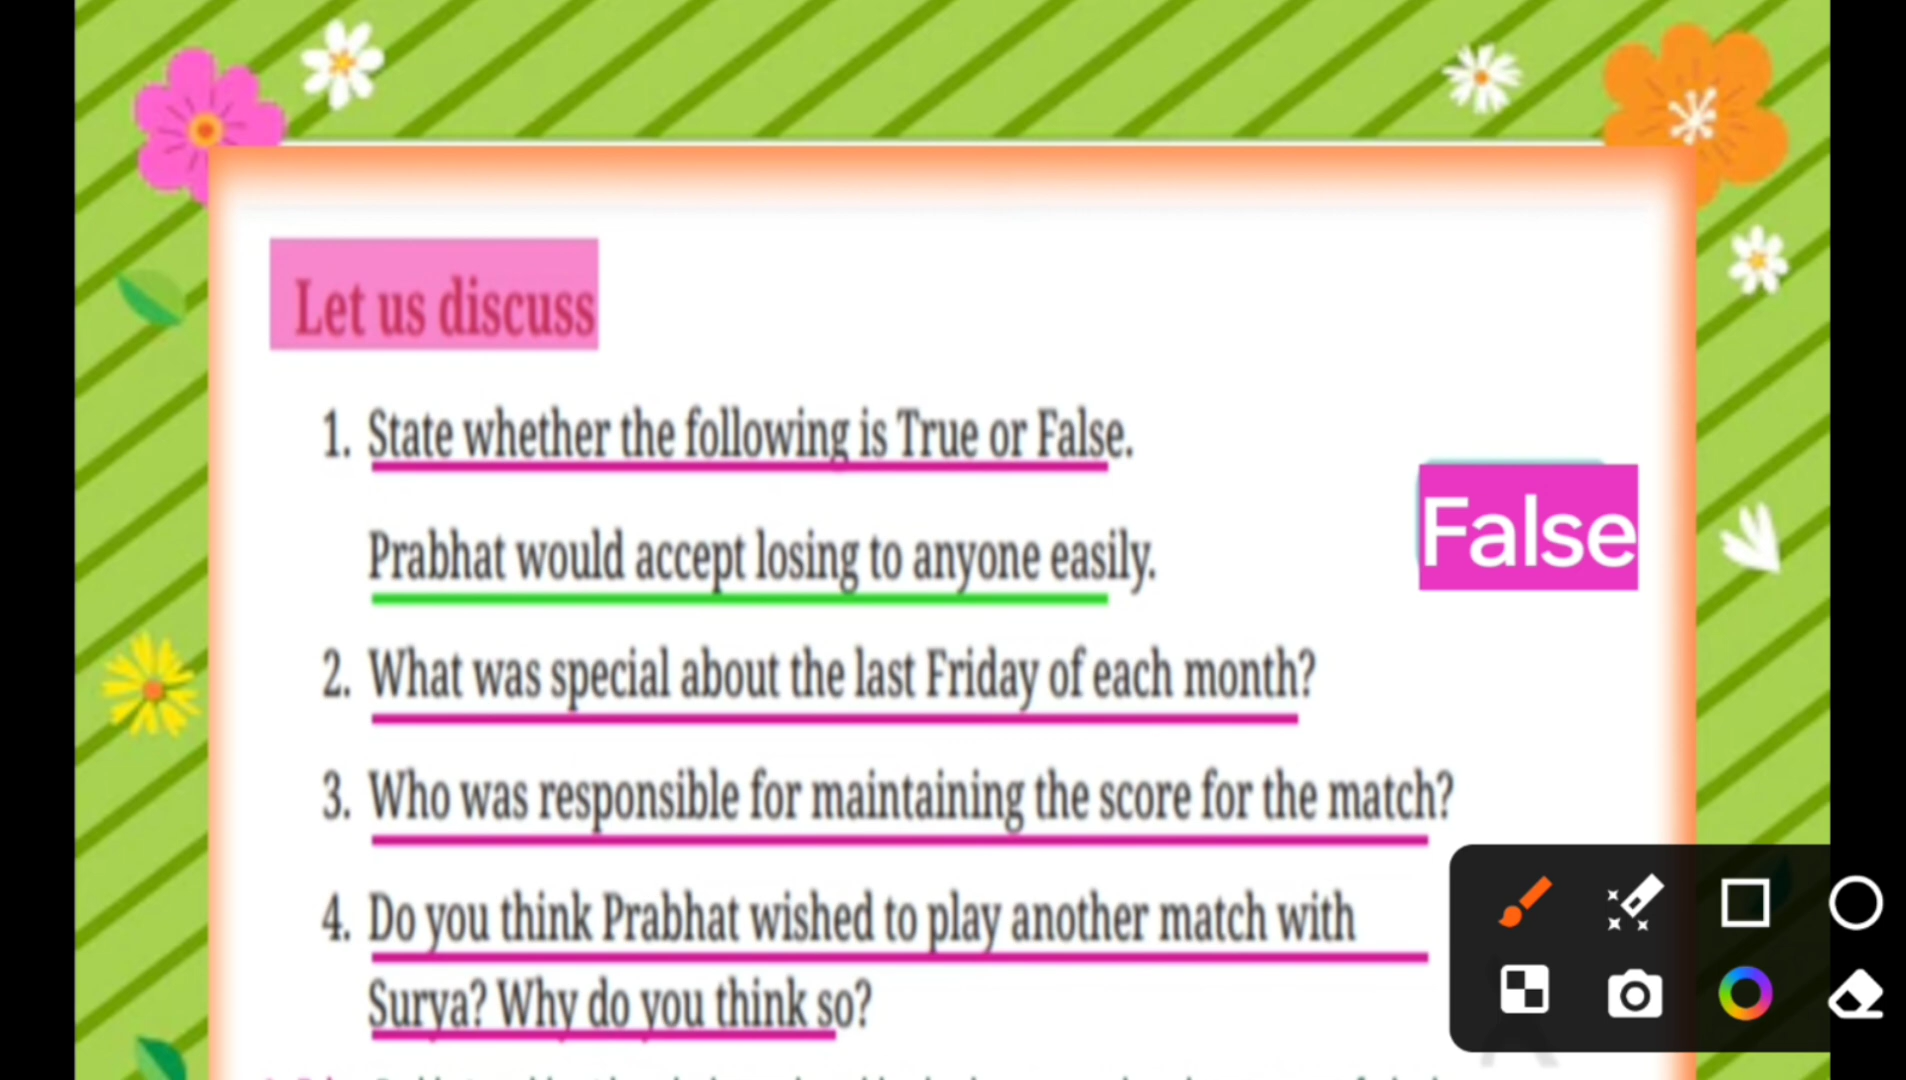 Let us discuss
1. State whether the following is True or False.
Prabhat would accept losing to anyone easily.
False
2. What was special about the last Friday of each month?
3. Who was responsible for maintaining the score for the match?
4. Do you think Prabhat wished to play another match with
Surya? Why do you think so?